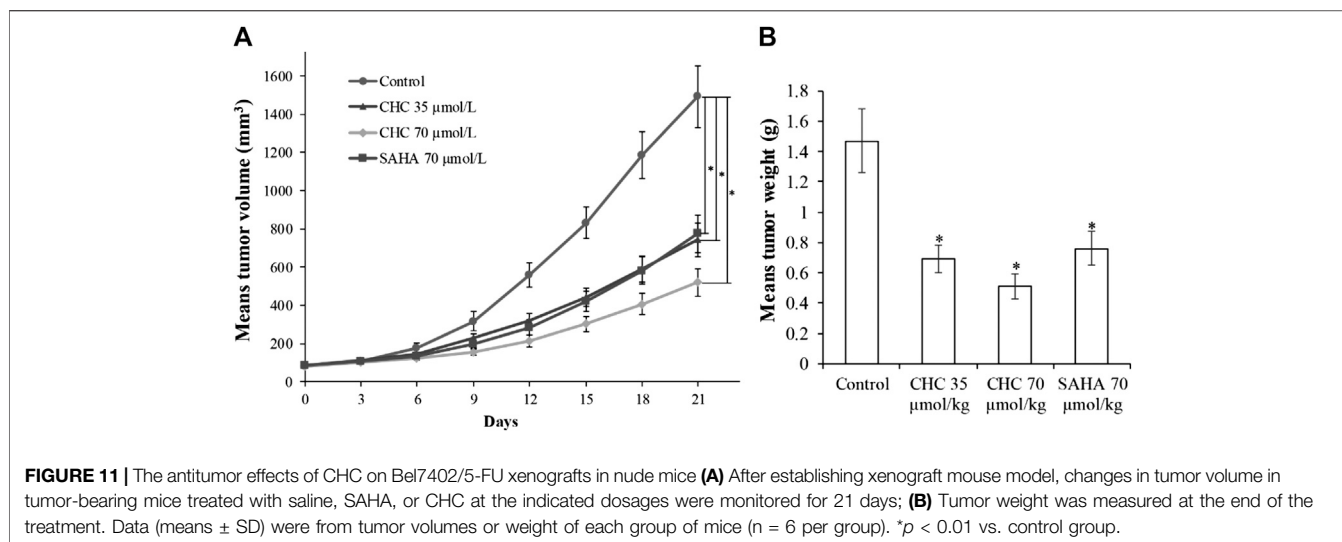 A
Means tumor volume (mm³)
1600
1400
1200
1000
800
600
400
200
0
Control
CHC 35 µmol/L
CHC 70 µmol/L
SAHA 70 µmol/L
*
*
*
0 3 6 9 12 15 18 21
Days
B
Means tumor weight (g)
1.8
1.6
1.4
1.2
1
0.8
0.6
0.4
0.2
0
*
*
*
Control CHC 35 CHC 70 SAHA 70
µmol/kg µmol/kg µmol/kg
FIGURE 11 | The antitumor effects of CHC on Bel7402/5-FU xenografts in nude mice (A) After establishing xenograft mouse model, changes in tumor volume in
tumor-bearing mice treated with saline, SAHA, or CHC at the indicated dosages were monitored for 21 days; (B) Tumor weight was measured at the end of the
treatment. Data (means ± SD) were from tumor volumes or weight of each group of mice (n = 6 per group). *p < 0.01 vs. control group.